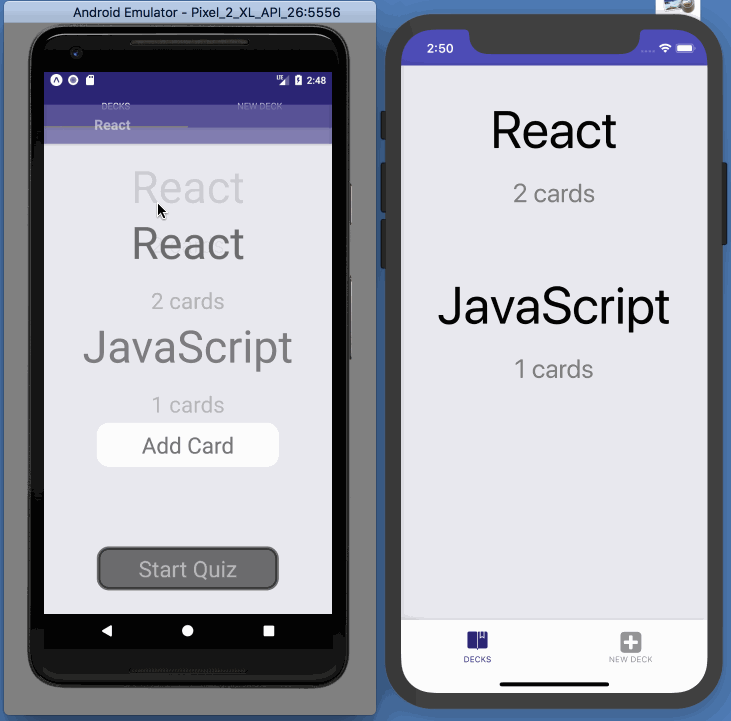 Android Emulator - Pixel_2_XL_API_26:5556
LTE 2:48
DECKS NEW DECK
React
React
React
2 cards
JavaScript
1 cards
Add Card
Start Quiz
2:50
React
2 cards
JavaScript
1 cards
DECKS NEW DECK